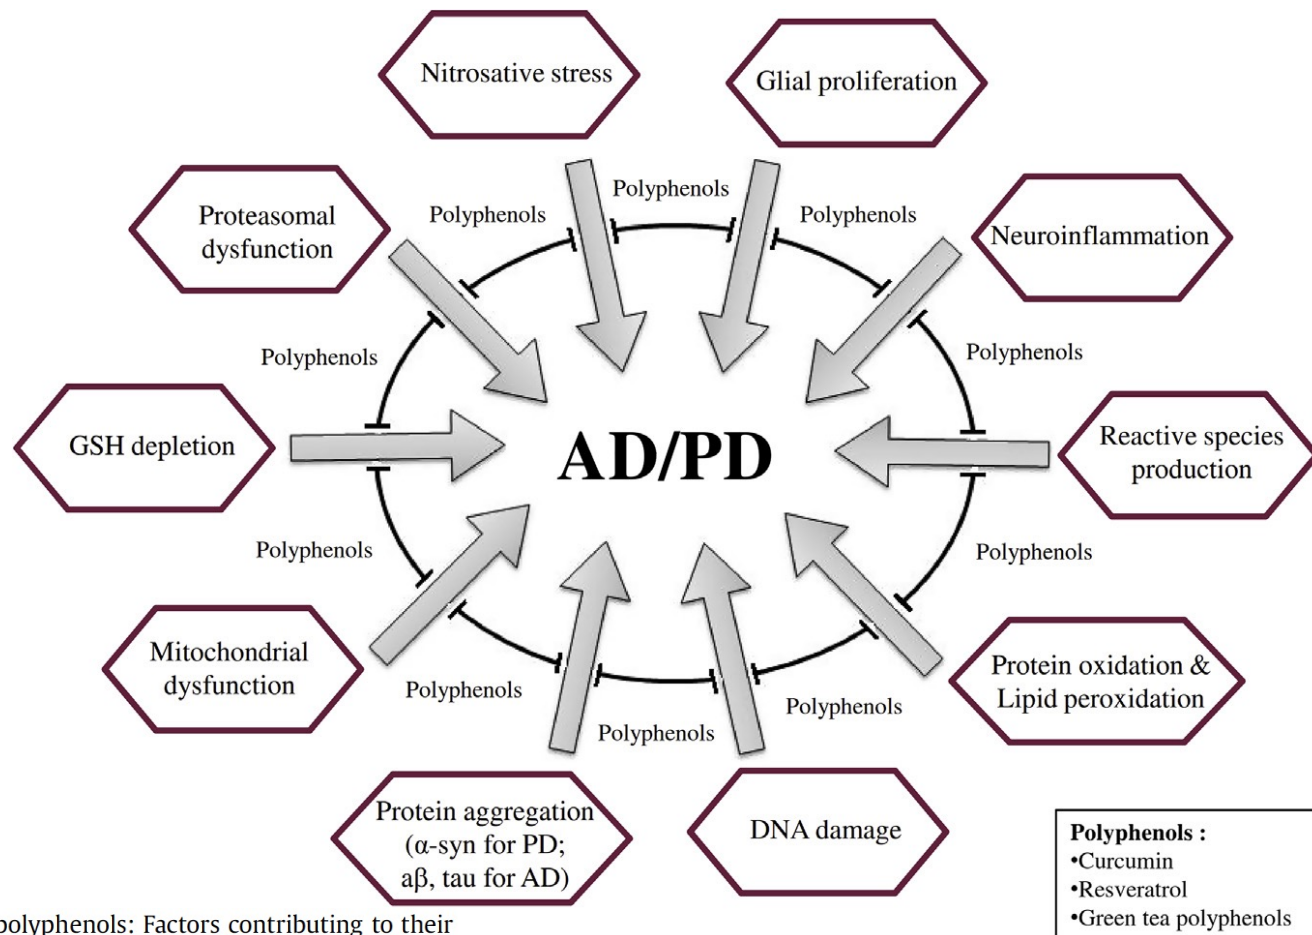 Nitrosative stress
Glial proliferation
Polyphenols
Polyphenols
Polyphenols
Proteasomal
dysfunction
Neuroinflammation
Polyphenols
Polyphenols
GSH depletion
AD/PD
Reactive species
production
Polyphenols
Polyphenols
Mitochondrial
dysfunction
Protein oxidation &
Lipid peroxidation
Polyphenols
Polyphenols
Polyphenols
Protein aggregation
(α-syn for PD;
aβ, tau for AD)
DNA damage
Polyphenols :
•Curcumin
•Resveratrol
•Green tea polyphenols
polyphenols: Factors contributing to their